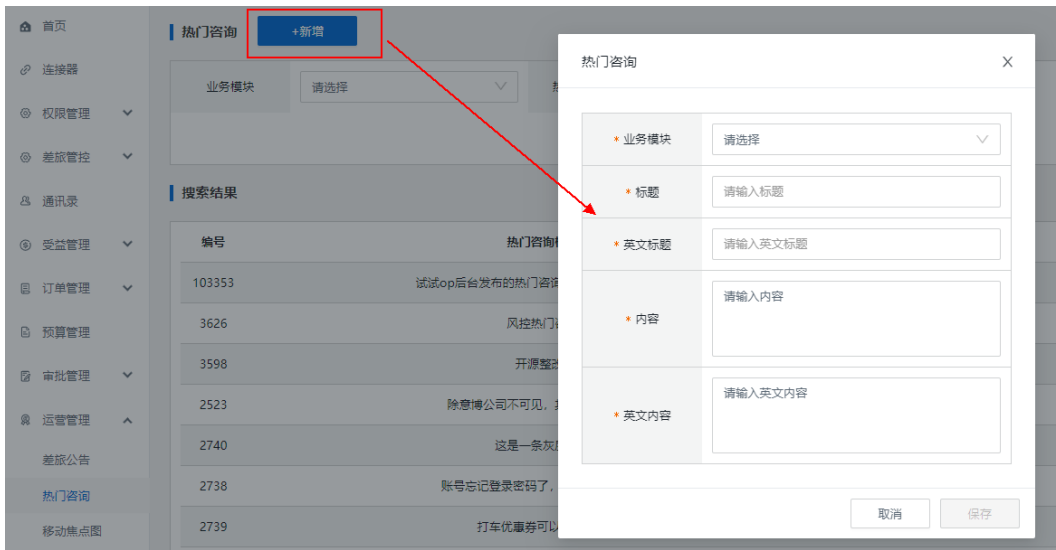 首页
连接器
权限管理
差旅管控
通讯录
受益管理
订单管理
预算管理
审批管理
运营管理
差旅公告
热门咨询
移动焦点图
热门咨询 +新增
业务模块 请选择
搜索结果
编号 热门咨询
103353 试试op后台发布的热门咨询
3626 风控热门
3598 开源整改
2523 除意博公司不可见，
2740 这是一条灰
2738 账号忘记登录密码了，
2739 打车优惠券可以
热门咨询 X
* 业务模块 请选择
* 标题 请输入标题
* 英文标题 请输入英文标题
* 内容 请输入内容
* 英文内容 请输入英文内容
取消 保存